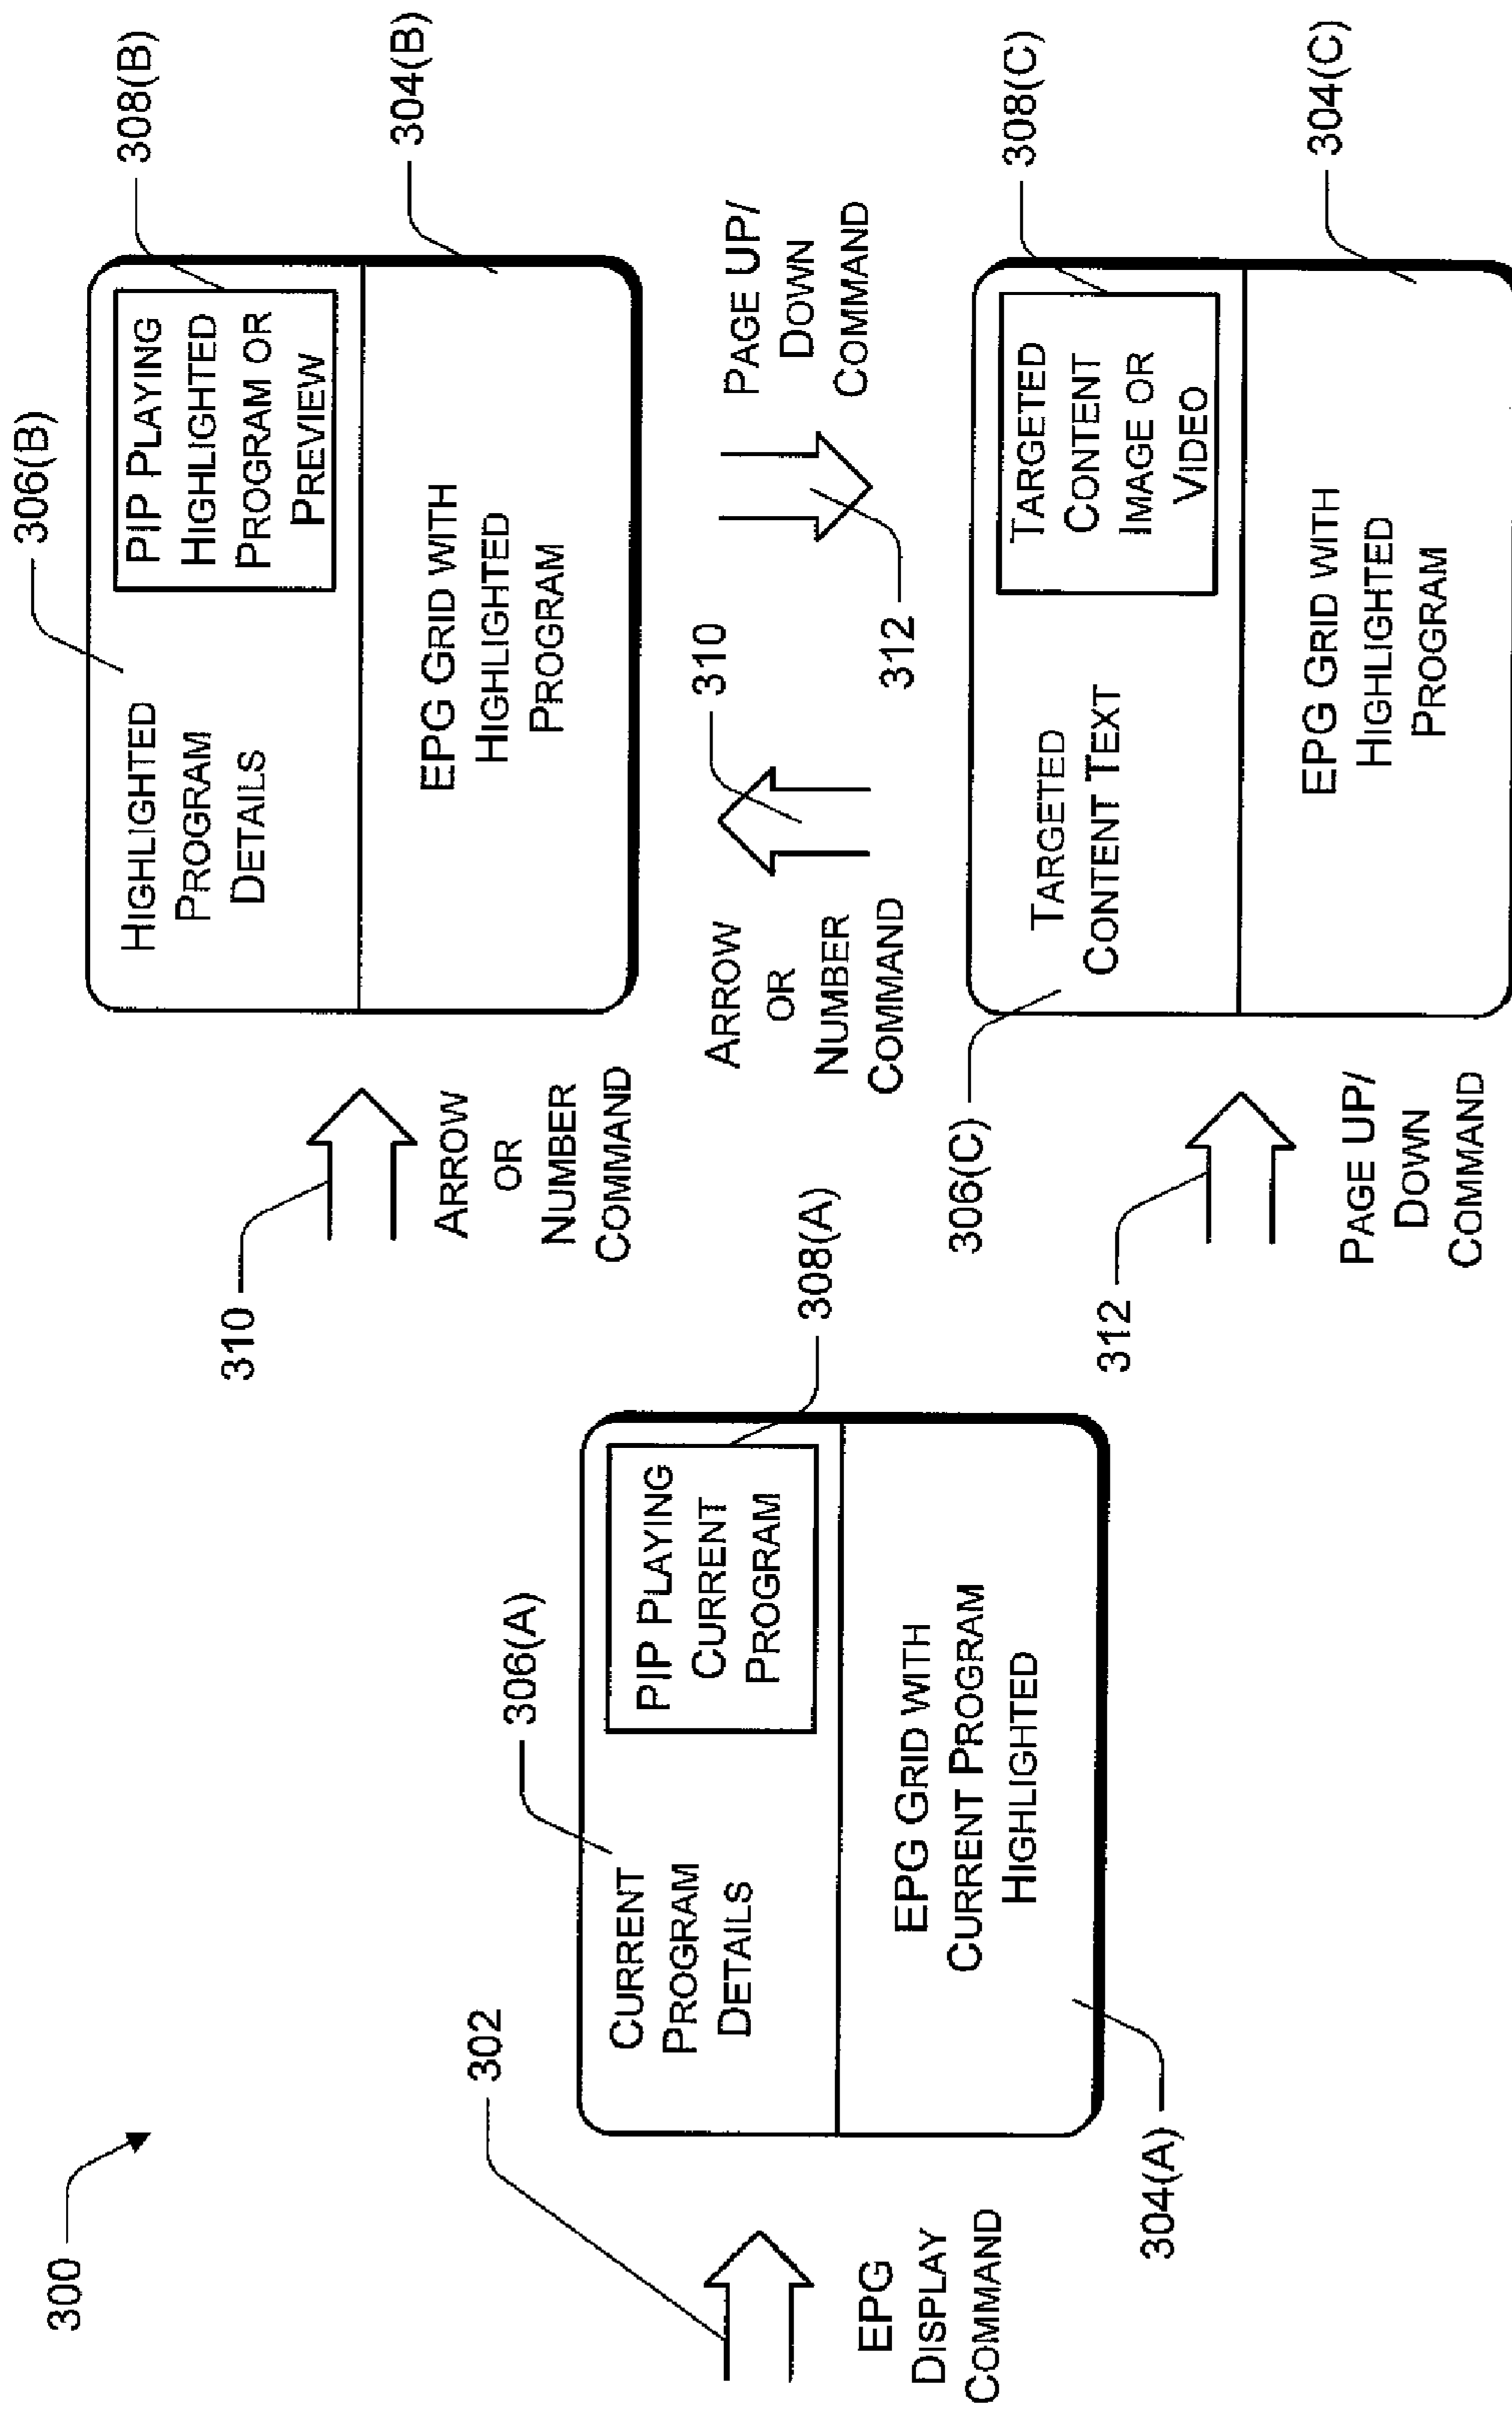 300
302
EPG
DISPLAY
COMMAND
306(A)
308(A)
CURRENT
PROGRAM
DETAILS
PIP PLAYING
CURRENT
PROGRAM
EPG GRID WITH
CURRENT PROGRAM
HIGHLIGHTED
304(A)
310
ARROW
OR
NUMBER
COMMAND
306(B)
308(B)
HIGHLIGHTED
PROGRAM
DETAILS
PIP PLAYING
HIGHLIGHTED
PROGRAM OR
PREVIEW
EPG GRID WITH
HIGHLIGHTED
PROGRAM
304(B)
ARROW
OR
NUMBER
COMMAND
310
312
PAGE UP/
DOWN
COMMAND
312
PAGE UP/
DOWN
COMMAND
306(C)
308(C)
TARGETED
CONTENT TEXT
TARGETED
CONTENT
IMAGE OR
VIDEO
EPG GRID WITH
HIGHLIGHTED
PROGRAM
304(C)